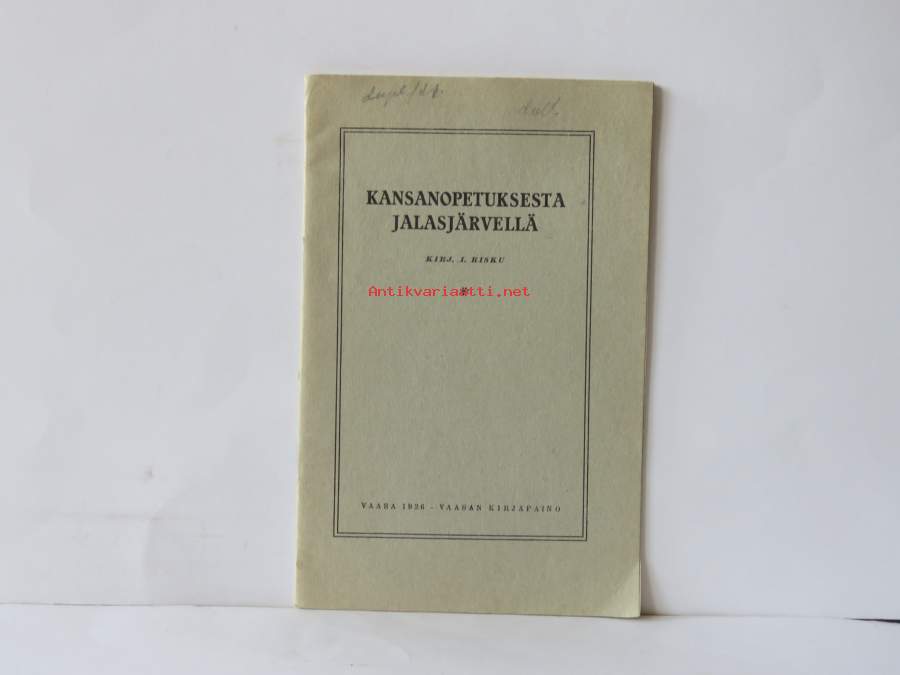 KANSANOPETUKSESTA
JALASJÄRVELLÄ
KIRJ. I. RISKU
Antikvariaatti.net
VAASA 1926 - VAASAN KIRJAPAINO